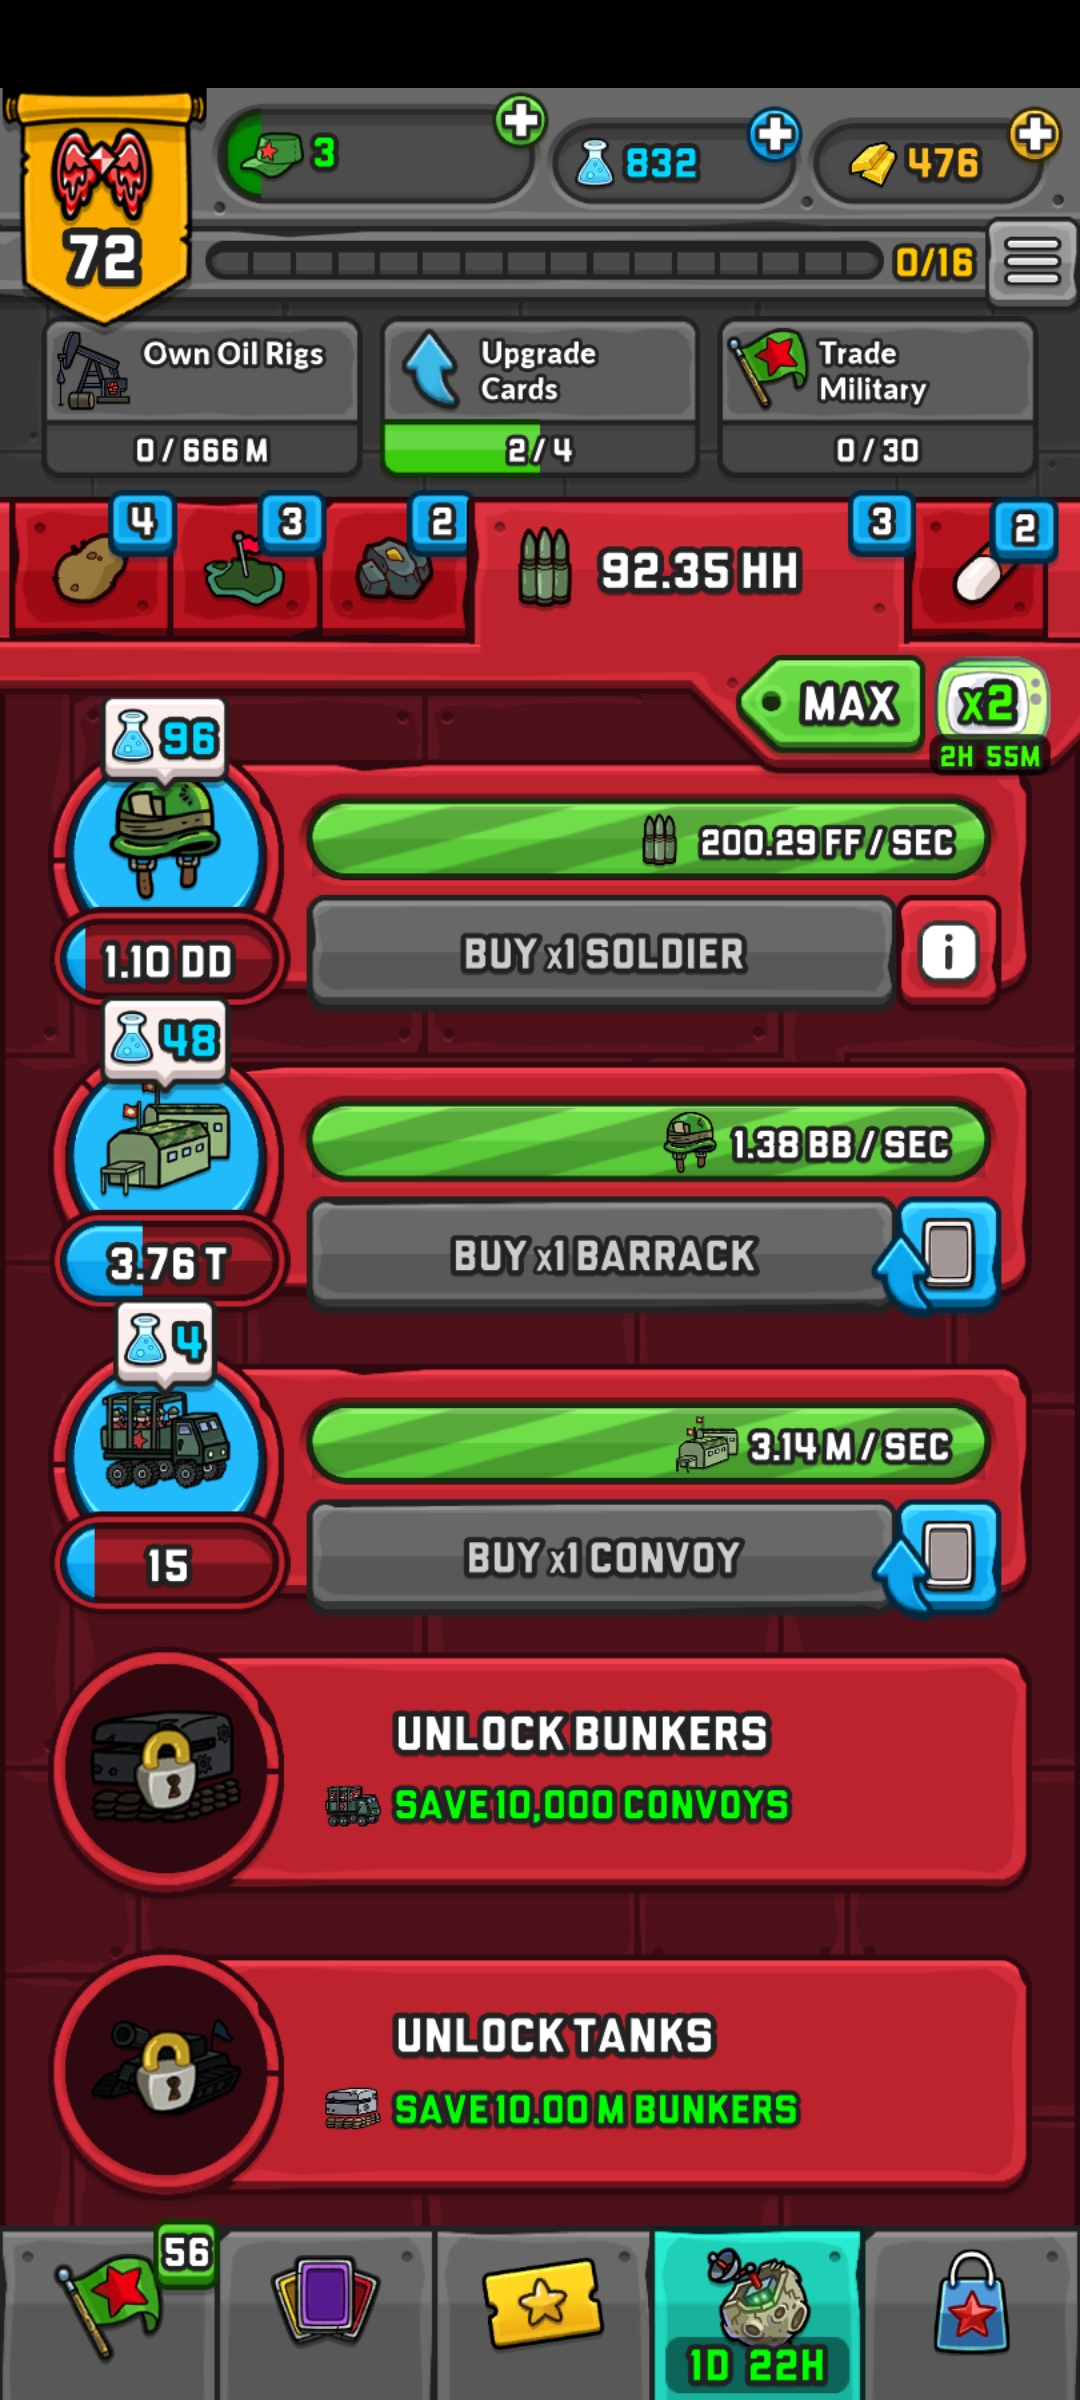 72
3
832
476
0/16
Own Oil Rigs
0 / 666 M
Upgrade
Cards
2 / 4
Trade
Military
0 / 30
4
3
2
92.35 HH
3
2
MAX
x2
2H 55M
96
200.29 FF / SEC
1.10 DD
BUY x1 SOLDIER
i
48
1.38 BB / SEC
3.76 T
BUY x1 BARRACK
4
3.14 M / SEC
15
BUY x1 CONVOY
UNLOCK BUNKERS
SAVE 10,000 CONVOYS
UNLOCK TANKS
SAVE 10.00 M BUNKERS
56
1D 22H